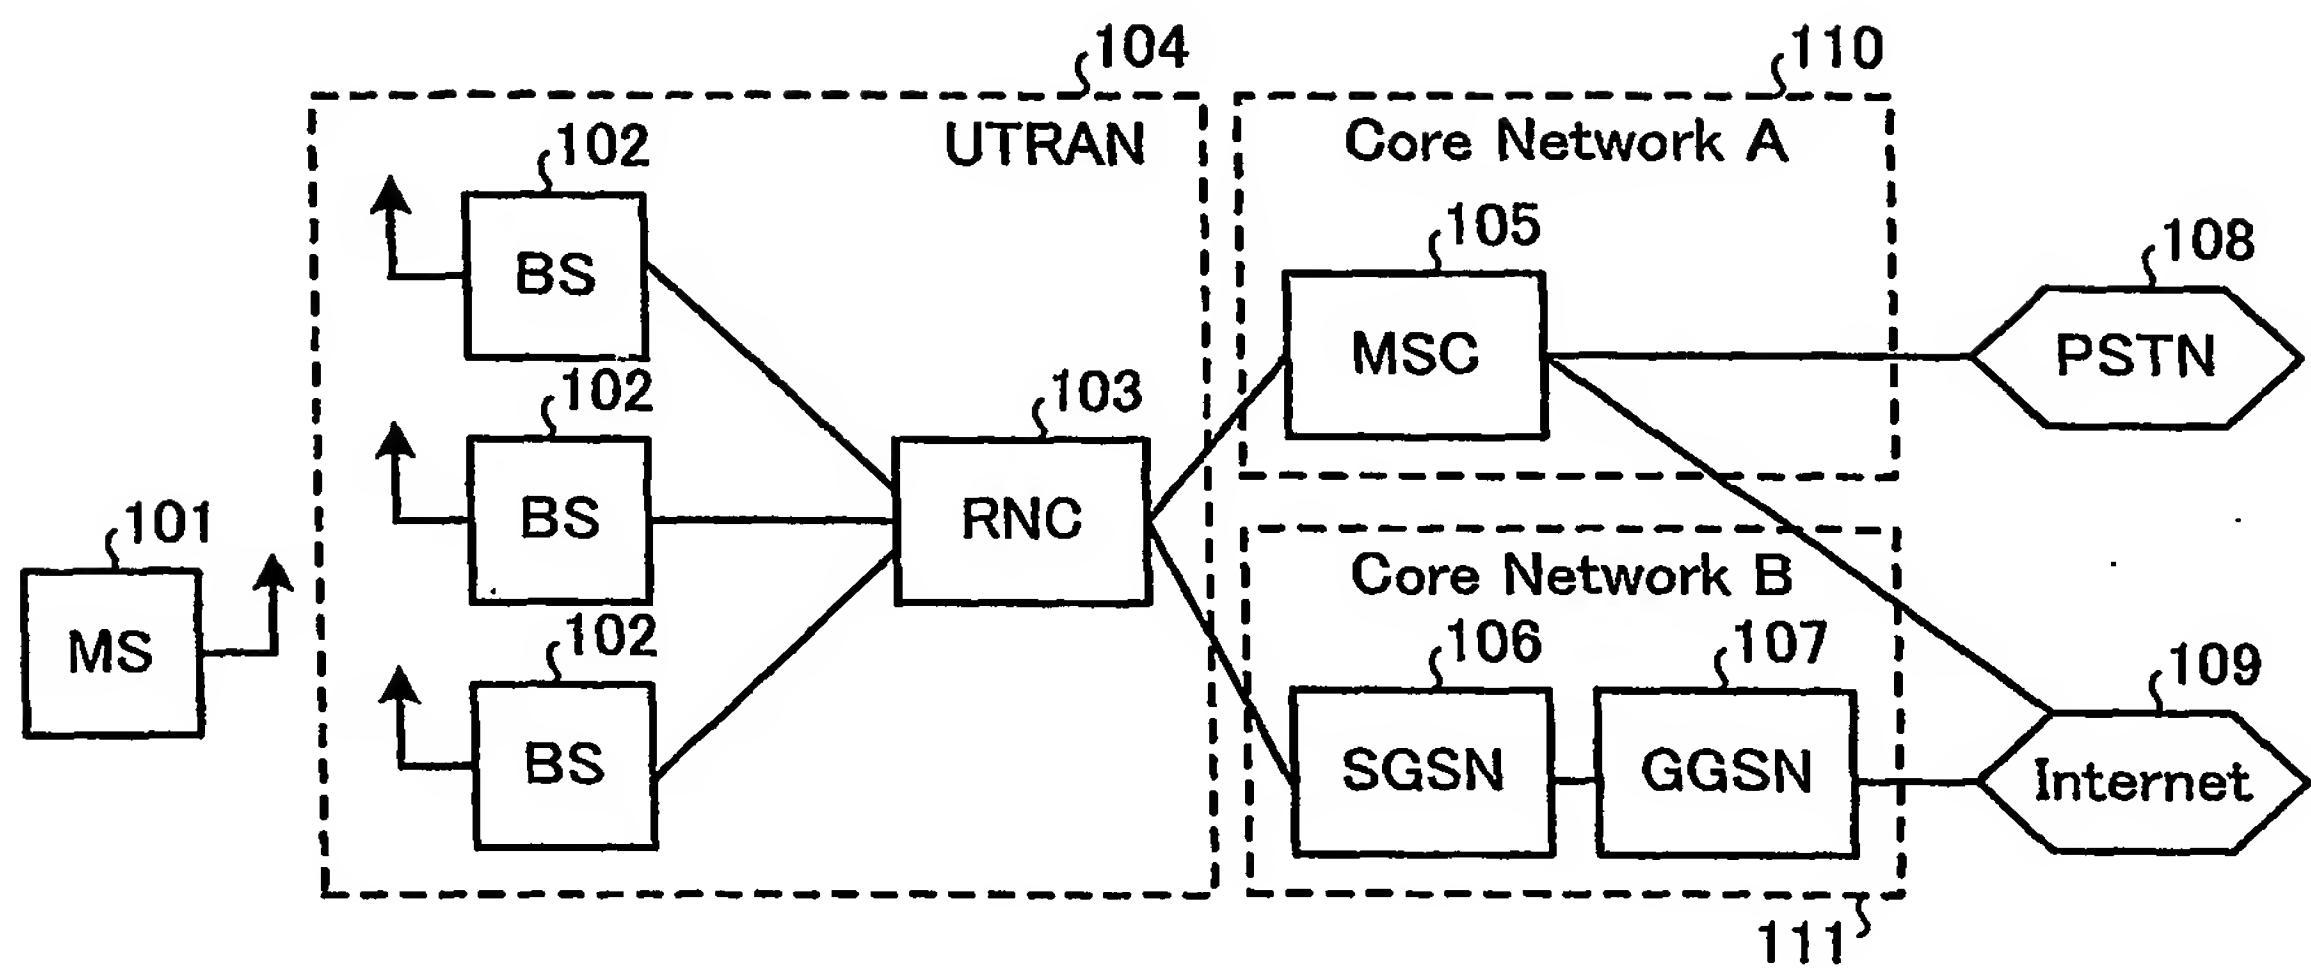 104
110
UTRAN
Core Network A
102
BS
105
MSC
108
PSTN
102
BS
103
RNC
101
MS
Core Network B
102
BS
106
SGSN
107
GGSN
109
Internet
111